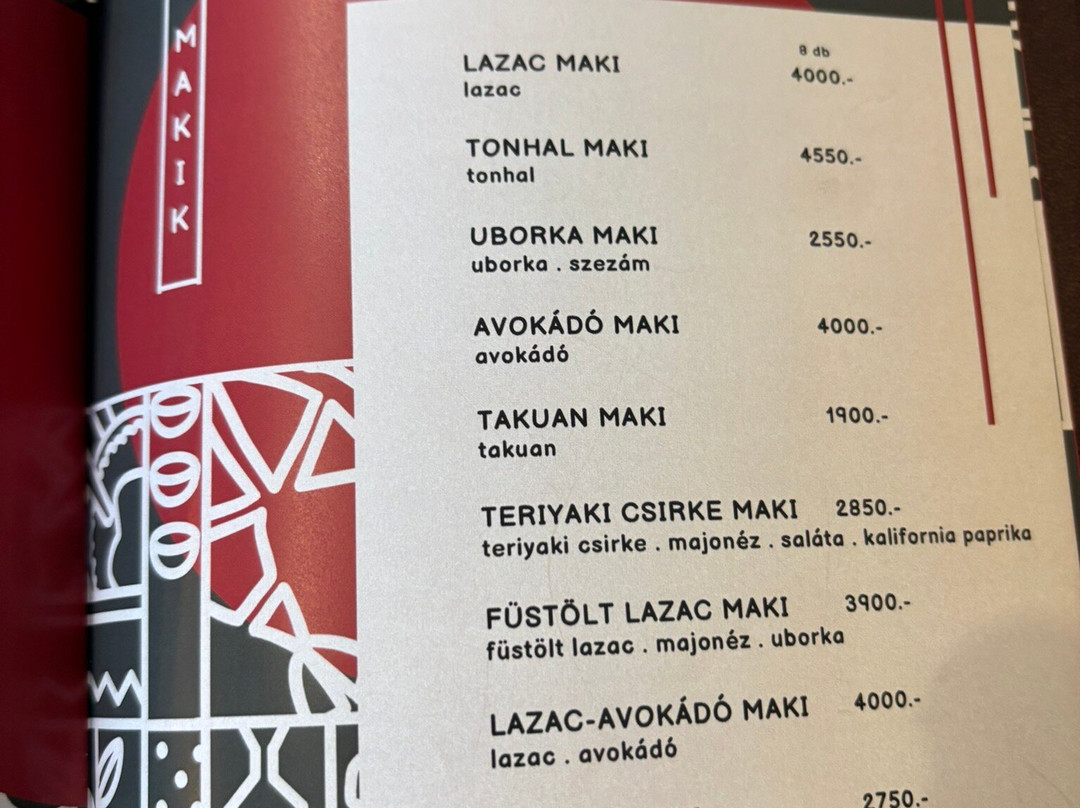 MAKIK
8 db
LAZAC MAKI 4000.-
lazac
TONHAL MAKI 4550.-
tonhal
UBORKA MAKI 2550.-
uborka . szezám
AVOKÁDÓ MAKI 4000.-
avokádó
TAKUAN MAKI 1900.-
takuan
TERIYAKI CSIRKE MAKI 2850.-
teriyaki csirke . majonéz . saláta . kalifornia paprika
FÜSTÖLT LAZAC MAKI 3900.-
füstölt lazac . majonéz . uborka
LAZAC-AVOKÁDÓ MAKI 4000.-
lazac . avokádó
2750.-